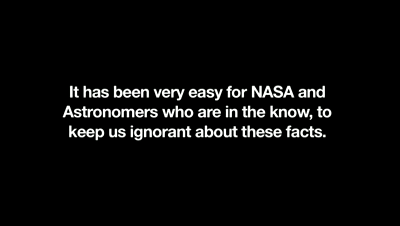 It has been very easy for NASA and
Astronomers who are in the know, to
keep us ignorant about these facts.